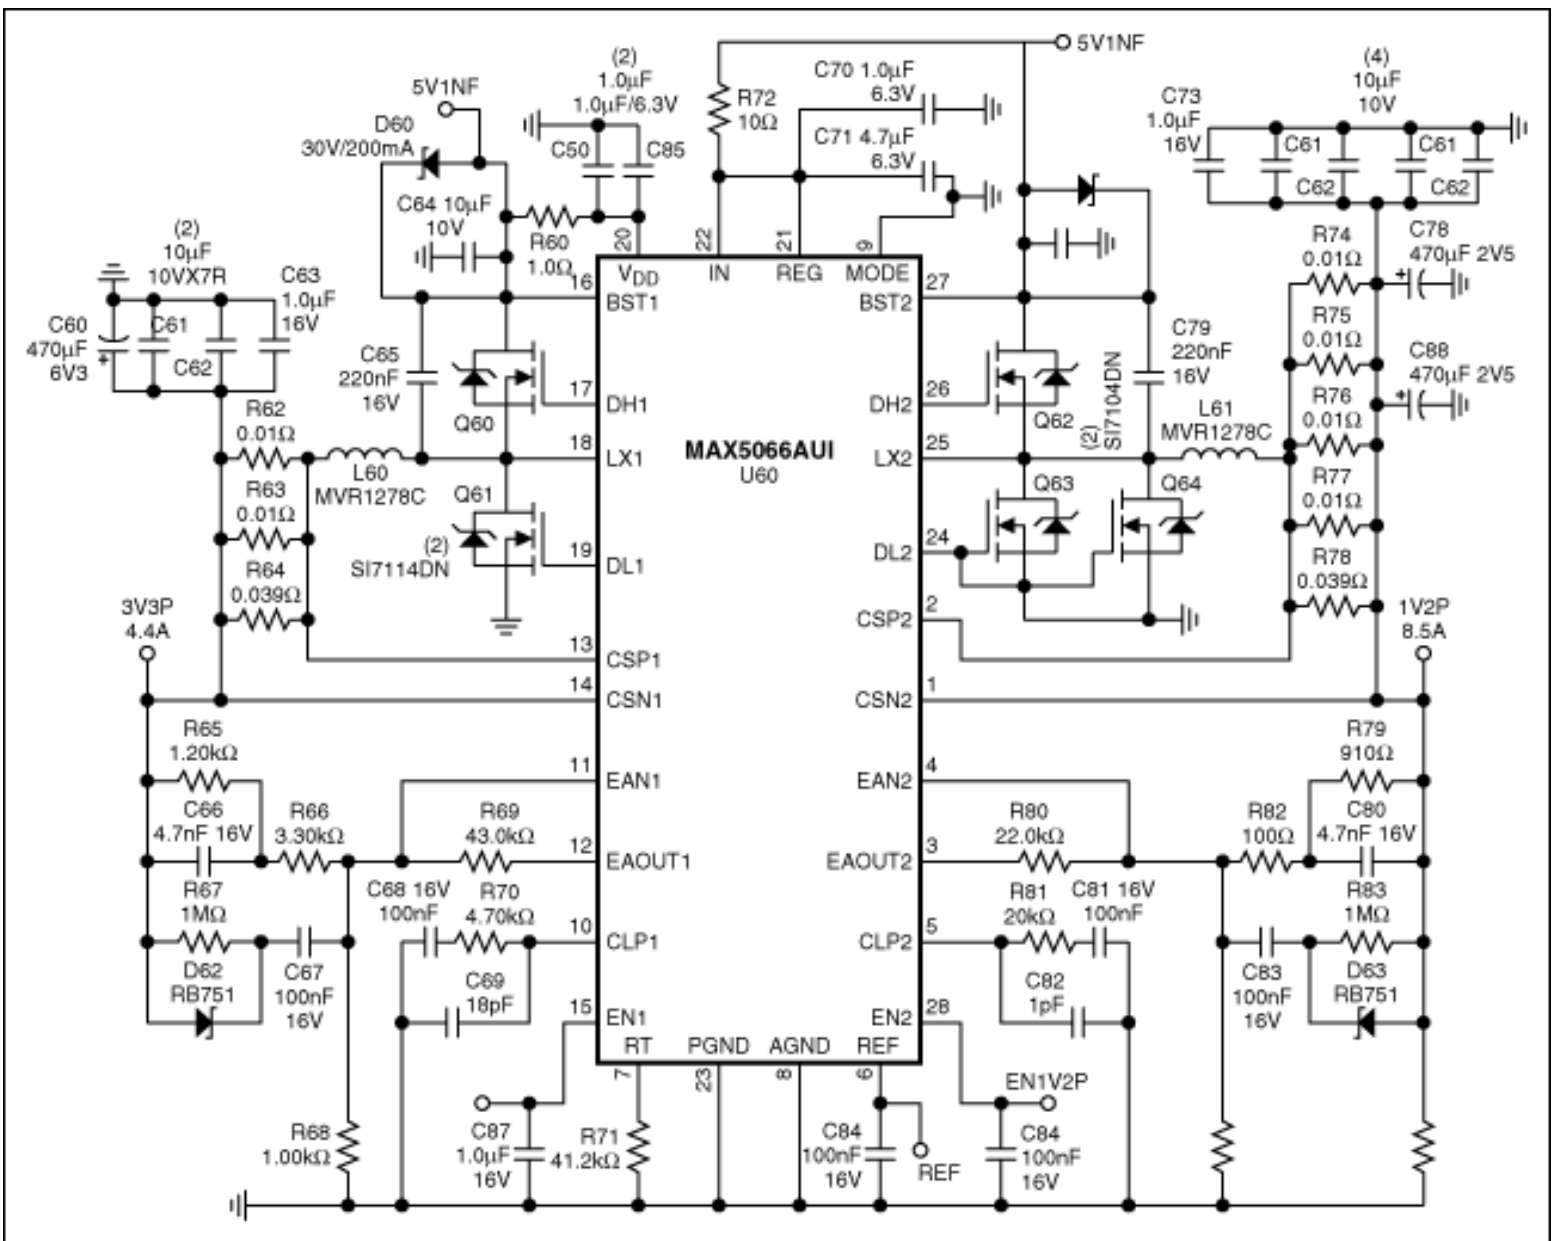 5V1NF
(2)
1.0µF
1.0µF/6.3V
5V1NF
D60
30V/200mA
C50
C85
R72
10Ω
C70 1.0µF
6.3V
C71 4.7µF
6.3V
(4)
10µF
10V
C73
1.0µF
16V
C61
C61
C62
C62
C64 10µF
10V
R60
1.0Ω
(2)
10µF
10VX7R
C63
1.0µF
16V
C60
470µF
6V3
+
C61
C62
20
22
21
9
VDD
IN
REG
MODE
16
BST1
BST2
27
R74
0.01Ω
C78
470µF 2V5
+
R75
0.01Ω
C88
470µF 2V5
+
C65
220nF
16V
Q60
17
DH1
DH2
26
Q62
C79
220nF
16V
(2)
SI7104DN
R76
0.01Ω
L61
MVR1278C
R62
0.01Ω
L60
MVR1278C
18
LX1
MAX5066AUI
U60
LX2
25
R63
0.01Ω
Q61
(2)
SI7114DN
19
DL1
DL2
24
Q63
Q64
R77
0.01Ω
R64
0.039Ω
R78
0.039Ω
3V3P
4.4A
CSP2
2
1V2P
8.5A
13
CSP1
14
CSN1
CSN2
1
R65
1.20kΩ
R79
910Ω
11
EAN1
EAN2
4
C66
4.7nF 16V
R66
3.30kΩ
R69
43.0kΩ
12
EAOUT1
EAOUT2
3
R80
22.0kΩ
R82
100Ω
C80
4.7nF 16V
R67
1MΩ
C68 16V
100nF
R70
4.70kΩ
10
CLP1
CLP2
5
R81
20kΩ
C81 16V
100nF
R83
1MΩ
D62
RB751
C67
100nF
16V
C69
18pF
C82
1pF
C83
100nF
16V
D63
RB751
15
EN1
EN2
28
RT
PGND
AGND
REF
7
23
8
6
EN1V2P
R68
1.00kΩ
C87
1.0µF
16V
R71
41.2kΩ
C84
100nF
16V
REF
C84
100nF
16V